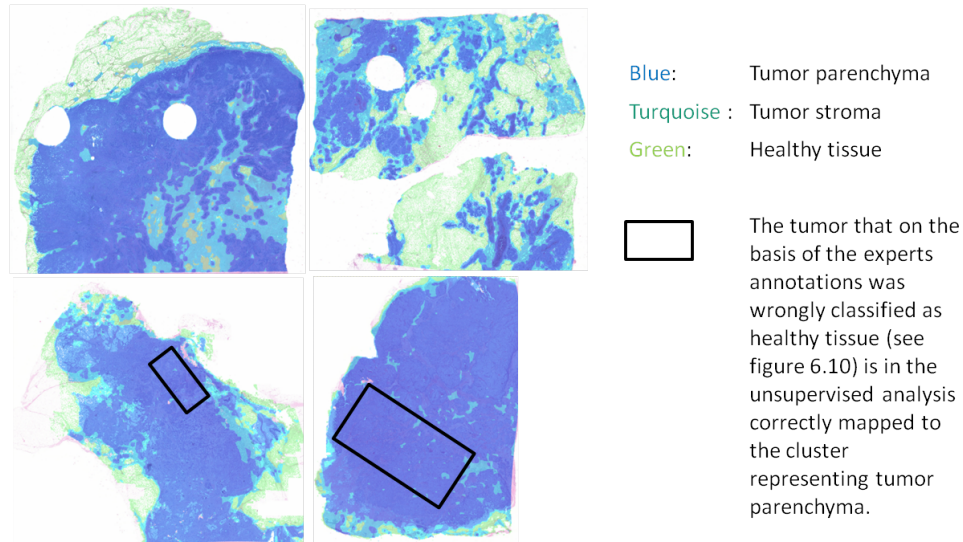 Blue: Tumor parenchyma
Turquoise : Tumor stroma
Green: Healthy tissue
The tumor that on the
basis of the experts
annotations was
wrongly classified as
healthy tissue (see
figure 6.10) is in the
unsupervised analysis
correctly mapped to
the cluster
representing tumor
parenchyma.